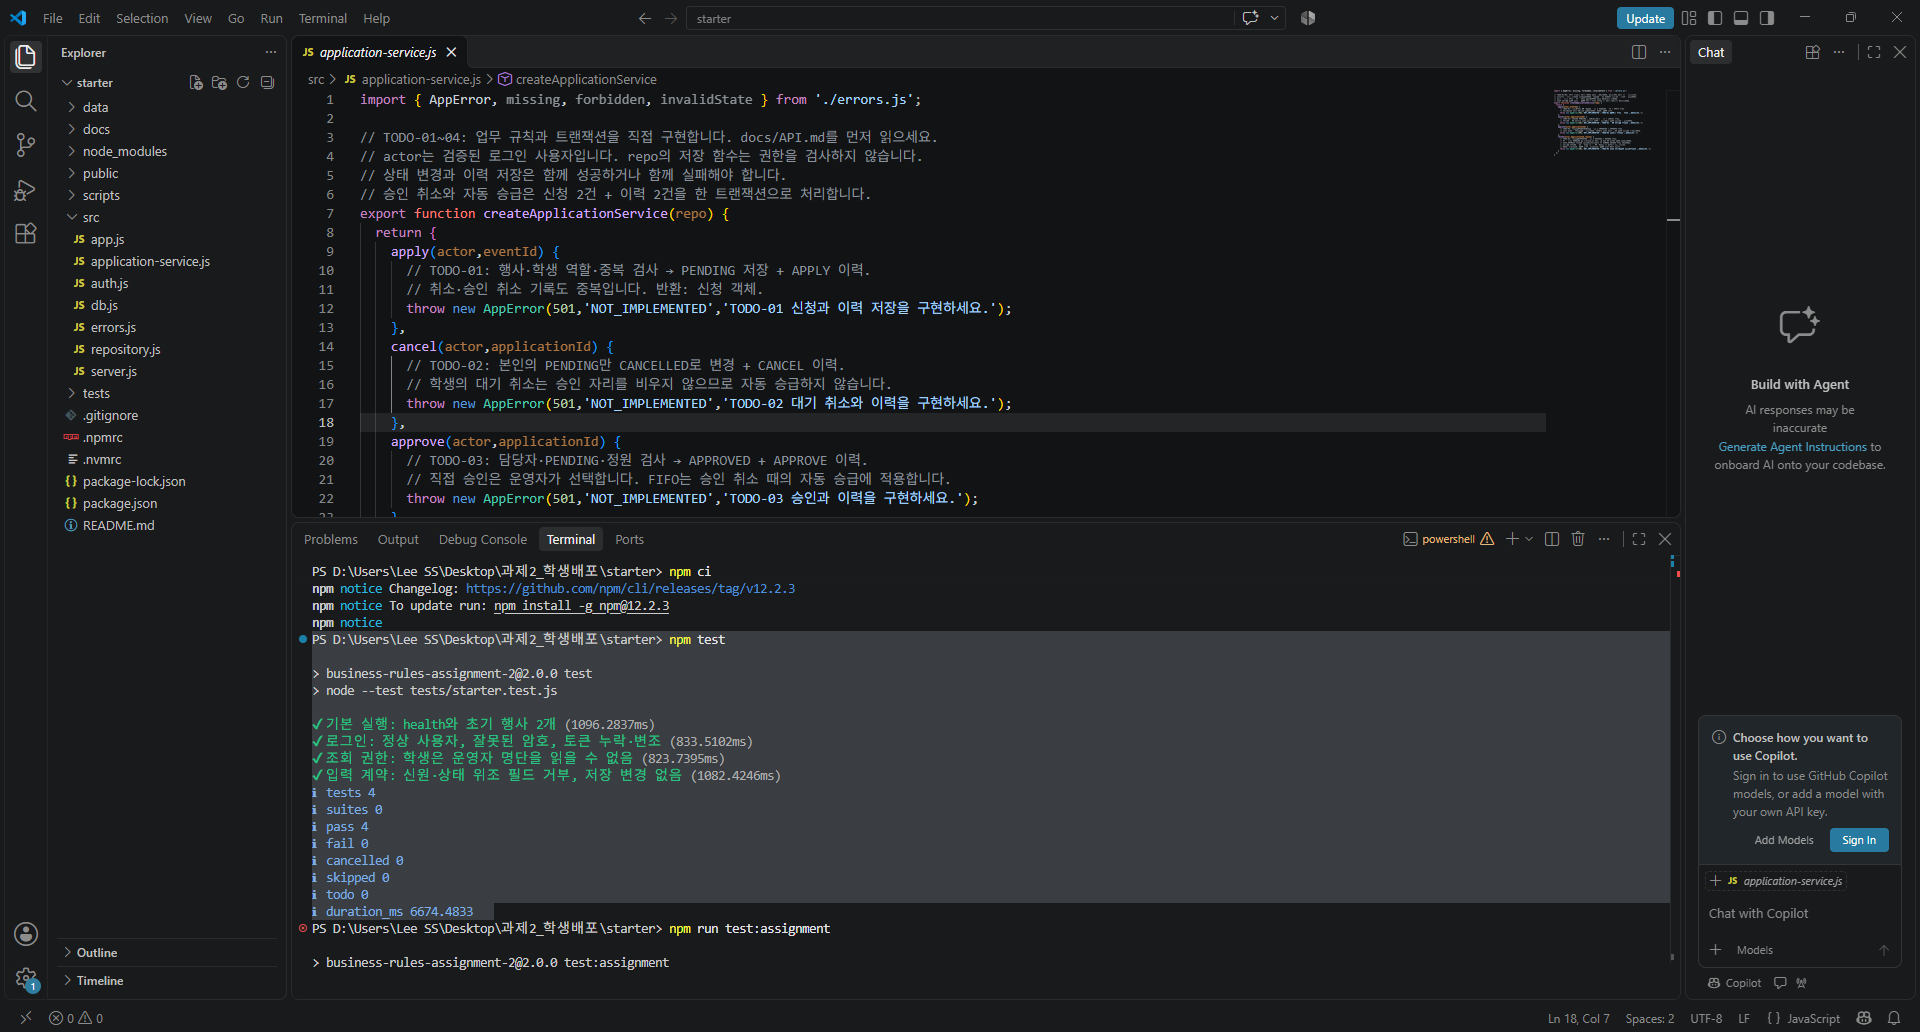 File Edit Selection View Go Run Terminal Help
starter
Update
Explorer
starter
data
docs
node_modules
public
scripts
src
JS app.js
JS application-service.js
JS auth.js
JS db.js
JS errors.js
JS repository.js
JS server.js
tests
.gitignore
.npmrc
.nvmrc
{} package-lock.json
{} package.json
README.md
Outline
Timeline
1
JS application-service.js
src > JS application-service.js > createApplicationService
1 import { AppError, missing, forbidden, invalidState } from './errors.js';
2
3 // TODO-01~04: 업무 규칙과 트랜잭션을 직접 구현합니다. docs/API.md를 먼저 읽으세요.
4 // actor는 검증된 로그인 사용자입니다. repo의 저장 함수는 권한을 검사하지 않습니다.
5 // 상태 변경과 이력 저장은 함께 성공하거나 함께 실패해야 합니다.
6 // 승인 취소와 자동 승급은 신청 2건 + 이력 2건을 한 트랜잭션으로 처리합니다.
7 export function createApplicationService(repo) {
8 return {
9 apply(actor,eventId) {
10 // TODO-01: 행사·학생 역할·중복 검사 → PENDING 저장 + APPLY 이력.
11 // 취소·승인 취소 기록도 중복입니다. 반환: 신청 객체.
12 throw new AppError(501,'NOT_IMPLEMENTED','TODO-01 신청과 이력 저장을 구현하세요.');
13 },
14 cancel(actor,applicationId) {
15 // TODO-02: 본인의 PENDING만 CANCELLED로 변경 + CANCEL 이력.
16 // 학생의 대기 취소는 승인 자리를 비우지 않으므로 자동 승급하지 않습니다.
17 throw new AppError(501,'NOT_IMPLEMENTED','TODO-02 대기 취소와 이력을 구현하세요.');
18 },
19 approve(actor,applicationId) {
20 // TODO-03: 담당자·PENDING·정원 검사 → APPROVED + APPROVE 이력.
21 // 직접 승인은 운영자가 선택합니다. FIFO는 승인 취소 때의 자동 승급에 적용합니다.
22 throw new AppError(501,'NOT_IMPLEMENTED','TODO-03 승인과 이력을 구현하세요.');
23 }
Problems Output Debug Console Terminal Ports
powershell
PS D:\Users\Lee SS\Desktop\과제2_학생배포\starter> npm ci
npm notice Changelog: https://github.com/npm/cli/releases/tag/v12.2.3
npm notice To update run: npm install -g npm@12.2.3
npm notice
PS D:\Users\Lee SS\Desktop\과제2_학생배포\starter> npm test
> business-rules-assignment-2@2.0.0 test
> node --test tests/starter.test.js
✔ 기본 실행: health와 초기 행사 2개 (1096.2837ms)
✔ 로그인: 정상 사용자, 잘못된 암호, 토큰 누락·변조 (833.5102ms)
✔ 조회 권한: 학생은 운영자 명단을 읽을 수 없음 (823.7395ms)
✔ 입력 계약: 신원·상태 위조 필드 거부, 저장 변경 없음 (1082.4246ms)
ℹ tests 4
ℹ suites 0
ℹ pass 4
ℹ fail 0
ℹ cancelled 0
ℹ skipped 0
ℹ todo 0
ℹ duration_ms 6674.4833
PS D:\Users\Lee SS\Desktop\과제2_학생배포\starter> npm run test:assignment
> business-rules-assignment-2@2.0.0 test:assignment
Chat
Build with Agent
AI responses may be
inaccurate
Generate Agent Instructions to
onboard AI onto your codebase.
Choose how you want to
use Copilot.
Sign in to use GitHub Copilot
models, or add a model with
your own API key.
Add Models Sign In
JS application-service.js
Chat with Copilot
Models
Copilot
0 0
Ln 18, Col 7 Spaces: 2 UTF-8 LF {} JavaScript